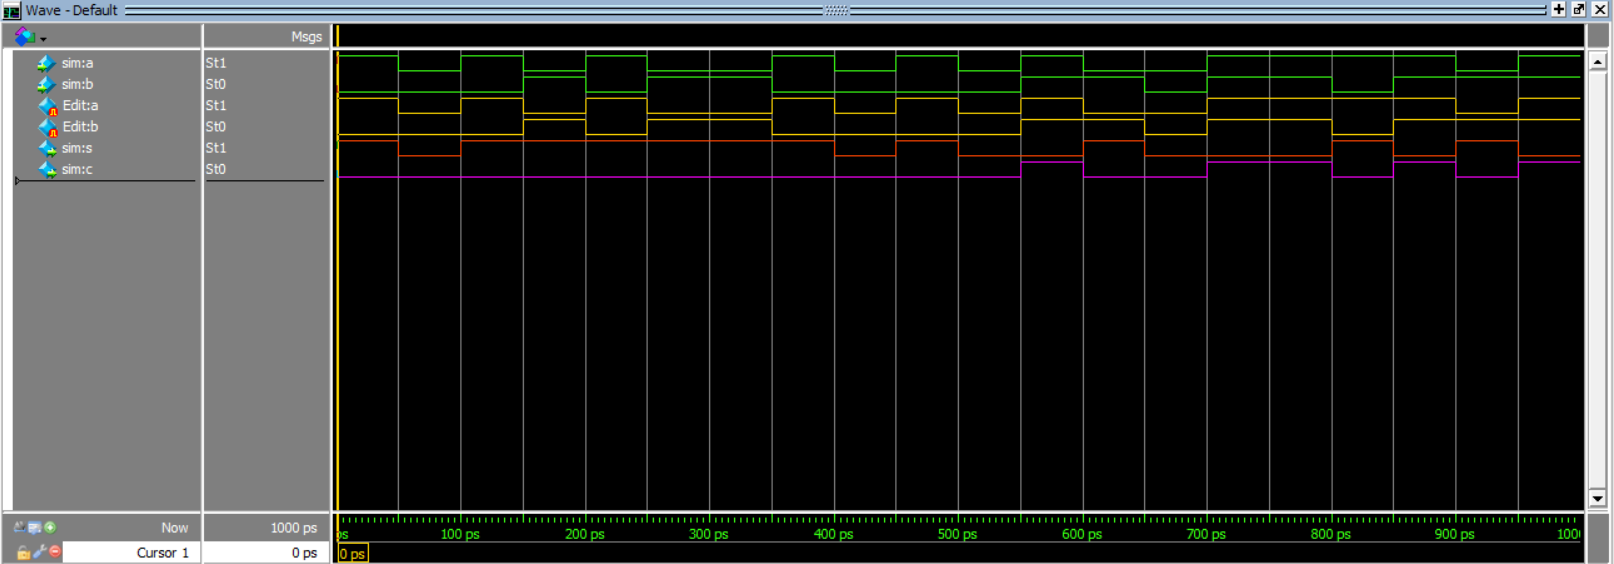 Wave - Default
Msgs
sim:a St1
sim:b St0
Edit:a St1
Edit:b St0
sim:s St1
sim:c St0
Now 1000 ps
ps 100 ps 200 ps 300 ps 400 ps 500 ps 600 ps 700 ps 800 ps 900 ps 100
Cursor 1 0 ps 0 ps